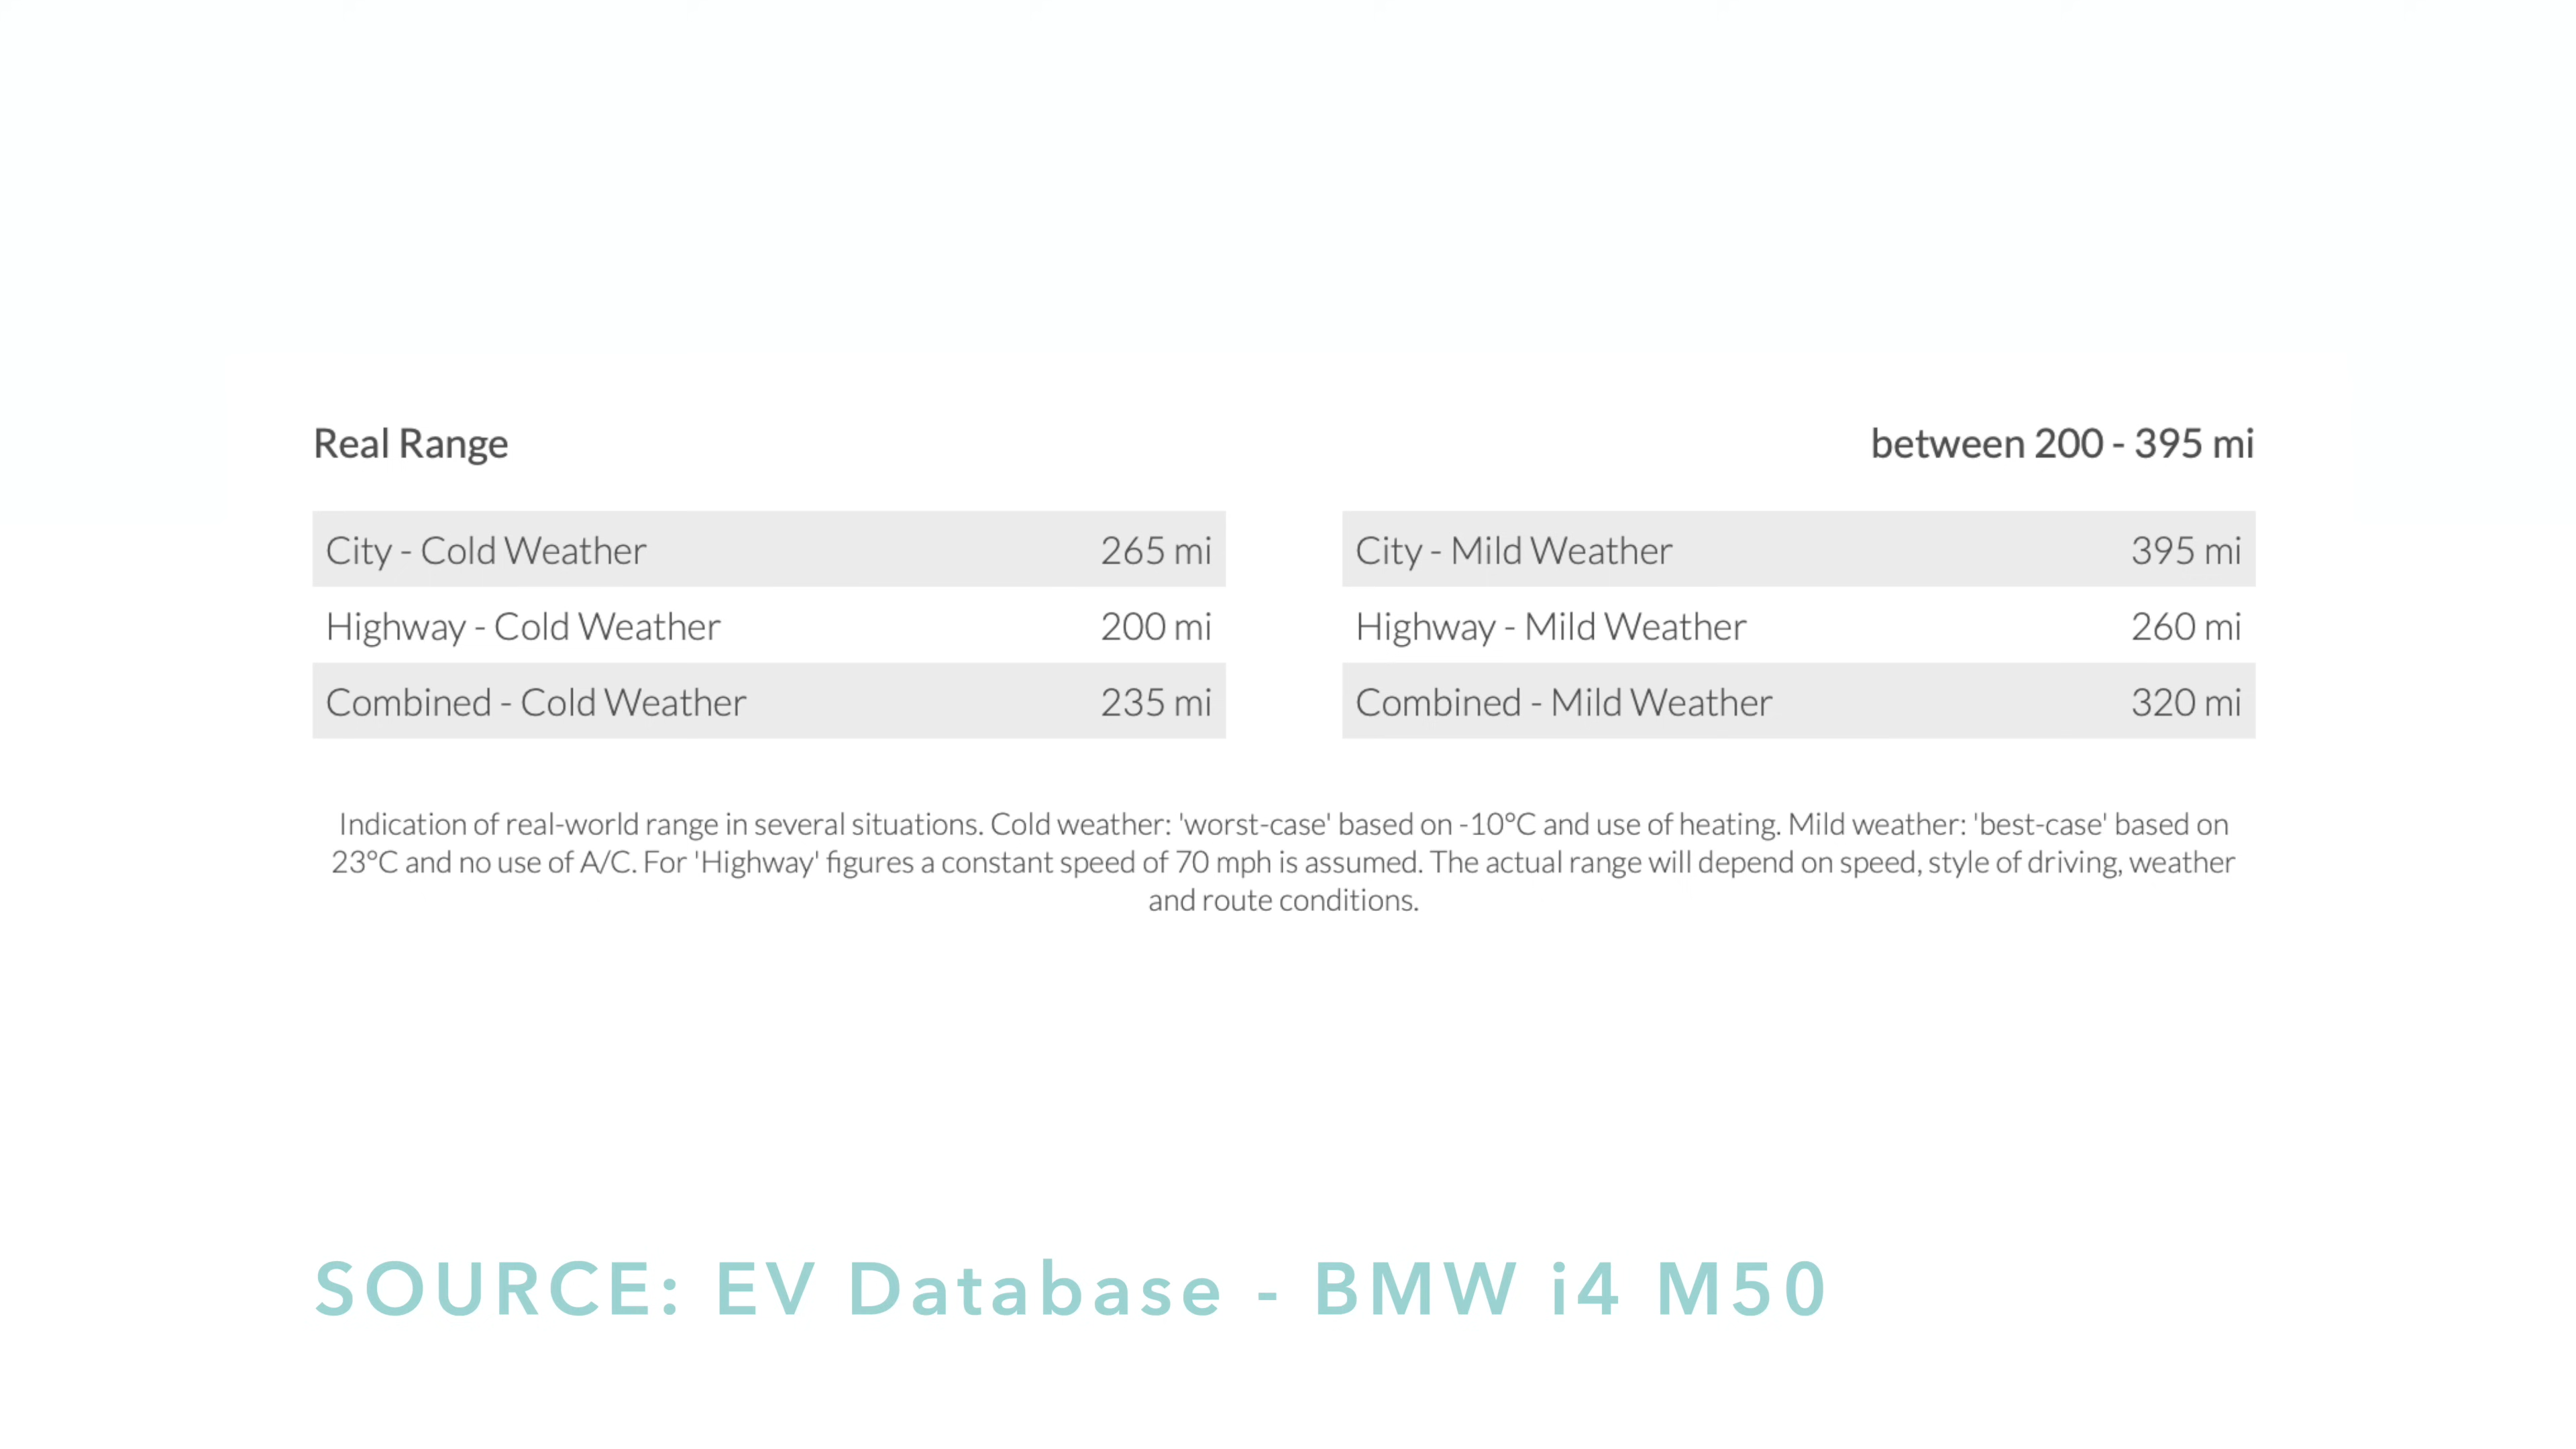 Real Range
between 200 - 395 mi
City - Cold Weather 265 mi
Highway - Cold Weather 200 mi
Combined - Cold Weather 235 mi
City - Mild Weather 395 mi
Highway - Mild Weather 260 mi
Combined - Mild Weather 320 mi
Indication of real-world range in several situations. Cold weather: 'worst-case' based on -10°C and use of heating. Mild weather: 'best-case' based on
23°C and no use of A/C. For 'Highway' figures a constant speed of 70 mph is assumed. The actual range will depend on speed, style of driving, weather
and route conditions.
SOURCE: EV Database - BMW i4 M50